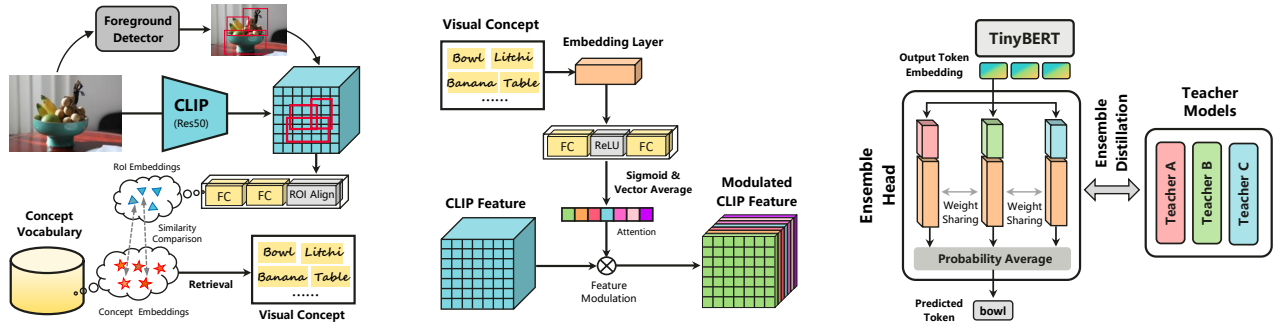 Foreground
Detector
CLIP
(Res50)
RoI Embeddings
FC
FC
ROI Align
Concept
Vocabulary
Similarity
Comparison
Bowl
Litchi
Banana
Table
......
Retrieval
Concept Embeddings
Visual Concept
Visual Concept
Bowl
Litchi
Banana
Table
......
Embedding Layer
FC
ReLU
FC
Sigmoid &
Vector Average
CLIP Feature
Attention
Modulated
CLIP Feature
Feature
Modulation
TinyBERT
Output Token
Embedding
Ensemble
Head
Weight
Sharing
Weight
Sharing
Probability Average
Predicted
Token
bowl
Ensemble
Distillation
Teacher
Models
Teacher A
Teacher B
Teacher C